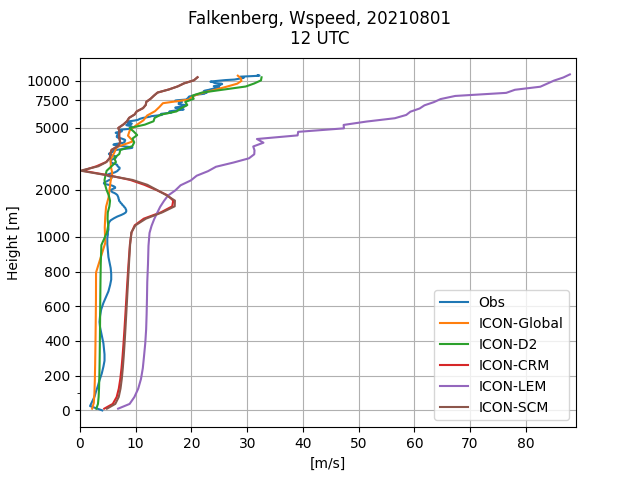 Falkenberg, Wspeed, 20210801
12 UTC
10000
7500
5000
2000
1000
800
600
400
200
0
Height [m]
Obs
ICON-Global
ICON-D2
ICON-CRM
ICON-LEM
ICON-SCM
0 10 20 30 40 50 60 70 80
[m/s]